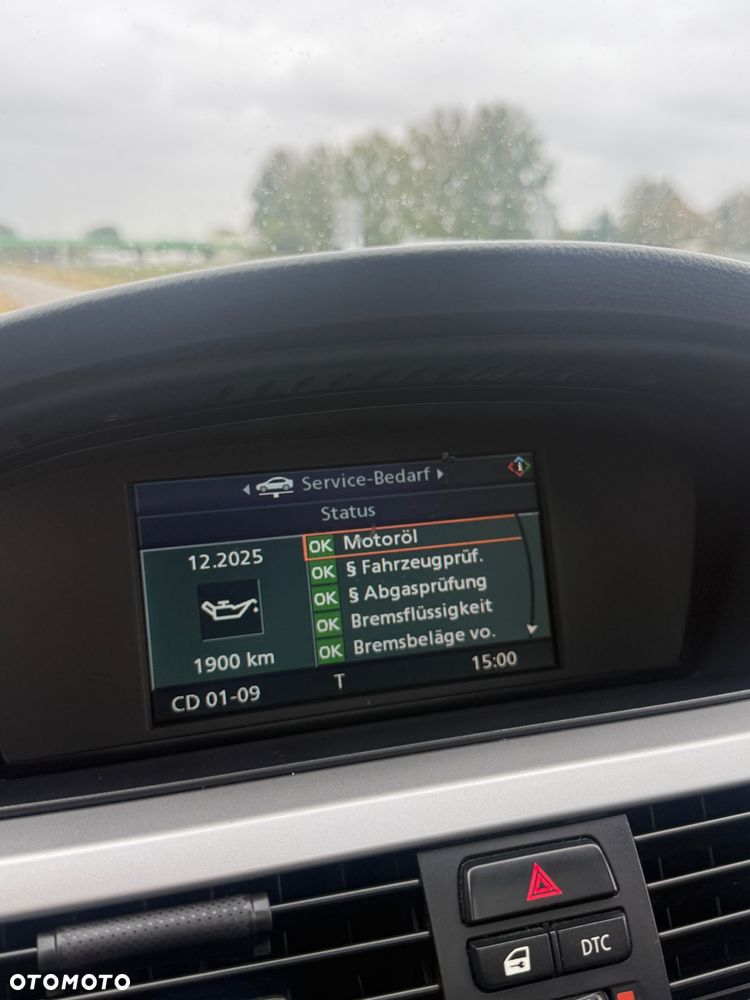 Service-Bedarf
Status
12.2025
1900 km
OK Motoröl
OK § Fahrzeugprüf.
OK § Abgasprüfung
OK Bremsflüssigkeit
OK Bremsbeläge vo.
CD 01-09
T
15:00
DTC
OTOMOTO